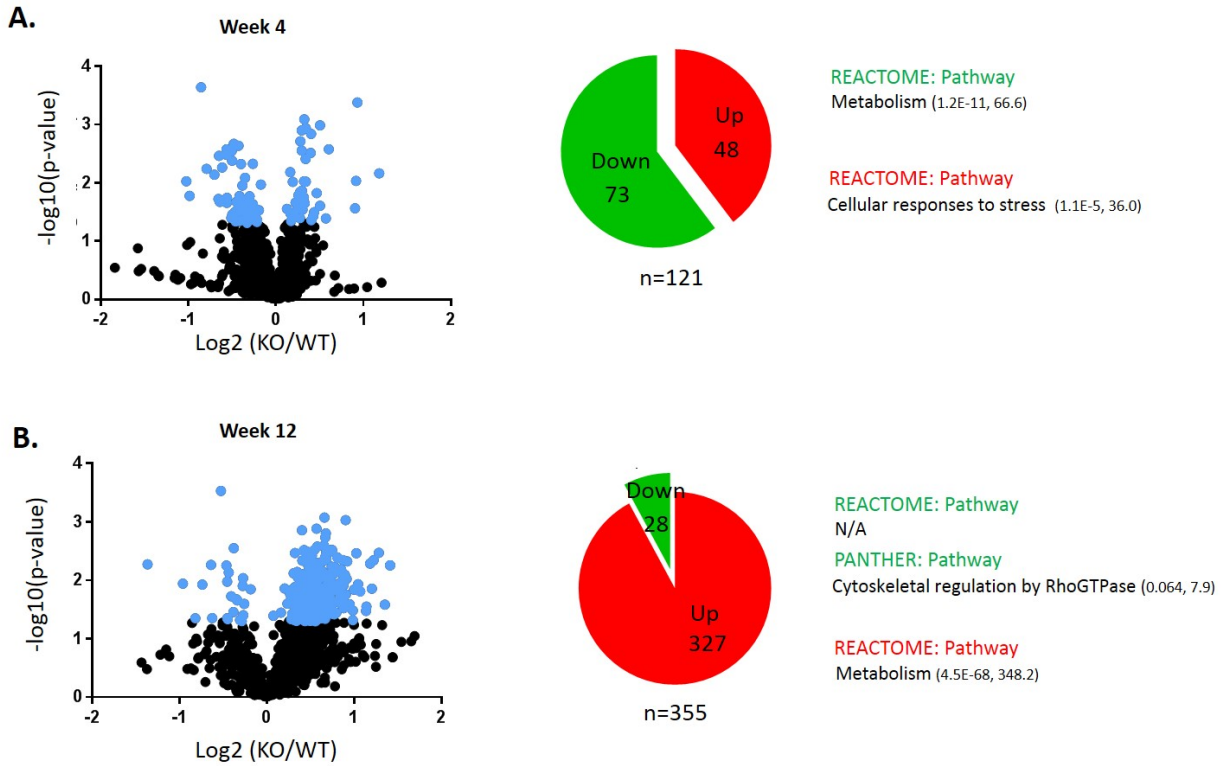 A.
Week 4
-log10(p-value)
4
3
2
1
0
-2
-1
0
1
2
Log2 (KO/WT)
Up
48
Down
73
n=121
REACTOME: Pathway
Metabolism (1.2E-11, 66.6)
REACTOME: Pathway
Cellular responses to stress (1.1E-5, 36.0)
B.
Week 12
-log10(p-value)
4
3
2
1
0
-2
-1
0
1
2
Log2 (KO/WT)
Down
28
Up
327
n=355
REACTOME: Pathway
N/A
PANTHER: Pathway
Cytoskeletal regulation by RhoGTPase (0.064, 7.9)
REACTOME: Pathway
Metabolism (4.5E-68, 348.2)